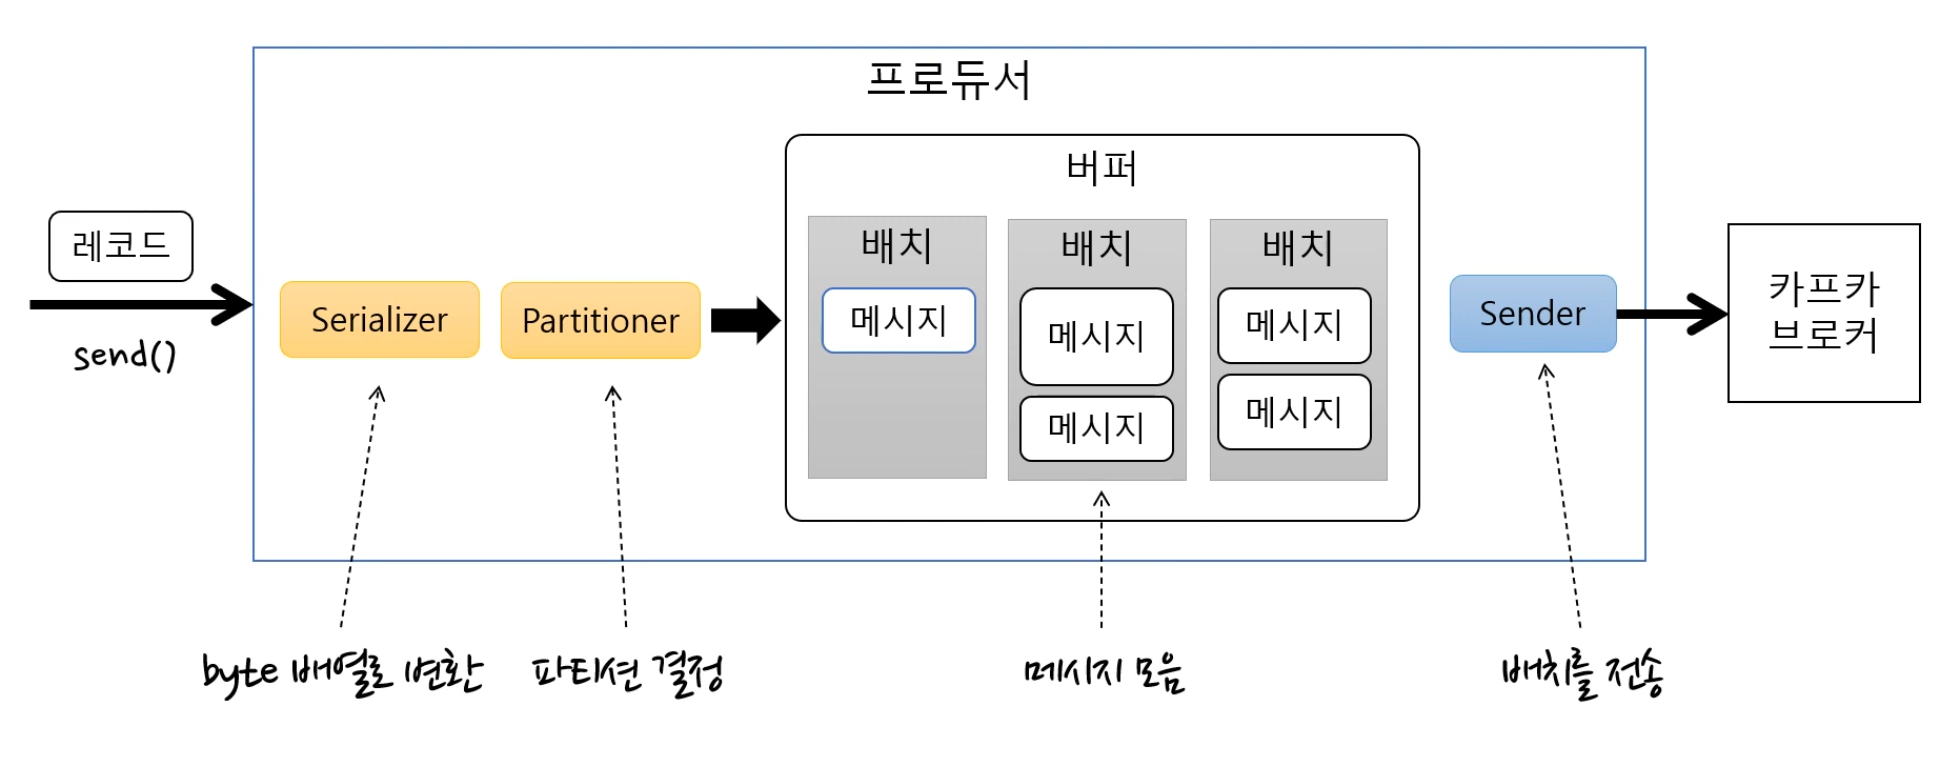 프로듀서
버퍼
레코드
send()
Serializer
Partitioner
배치
메시지
배치
메시지
메시지
배치
메시지
메시지
Sender
카프카
브로커
byte 배열로 변환
파티션 결정
메시지 모음
배치를 전송